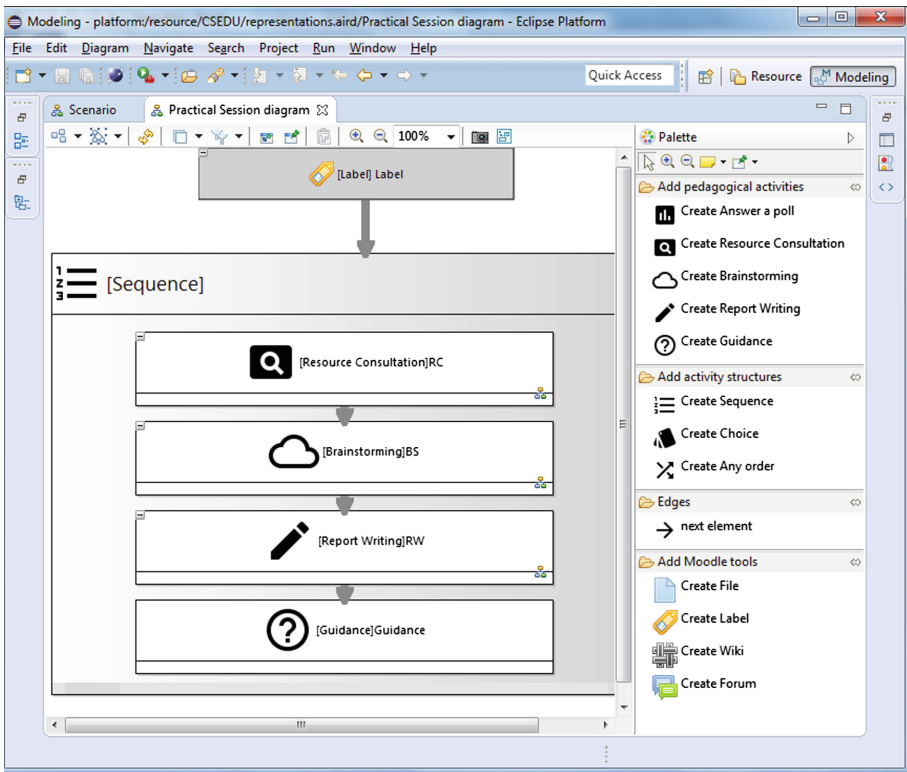 Modeling - platform:/resource/CSEDU/representations.aird/Practical Session diagram - Eclipse Platform
File Edit Diagram Navigate Search Project Run Window Help
Quick Access Resource Modeling
Scenario Practical Session diagram
100%
[Label] Label
1
2
3
[Sequence]
[Resource Consultation]RC
[Brainstorming]BS
[Report Writing]RW
[Guidance]Guidance
Palette
Add pedagogical activities
Create Answer a poll
Create Resource Consultation
Create Brainstorming
Create Report Writing
Create Guidance
Add activity structures
Create Sequence
Create Choice
Create Any order
Edges
next element
Add Moodle tools
Create File
Create Label
Create Wiki
Create Forum